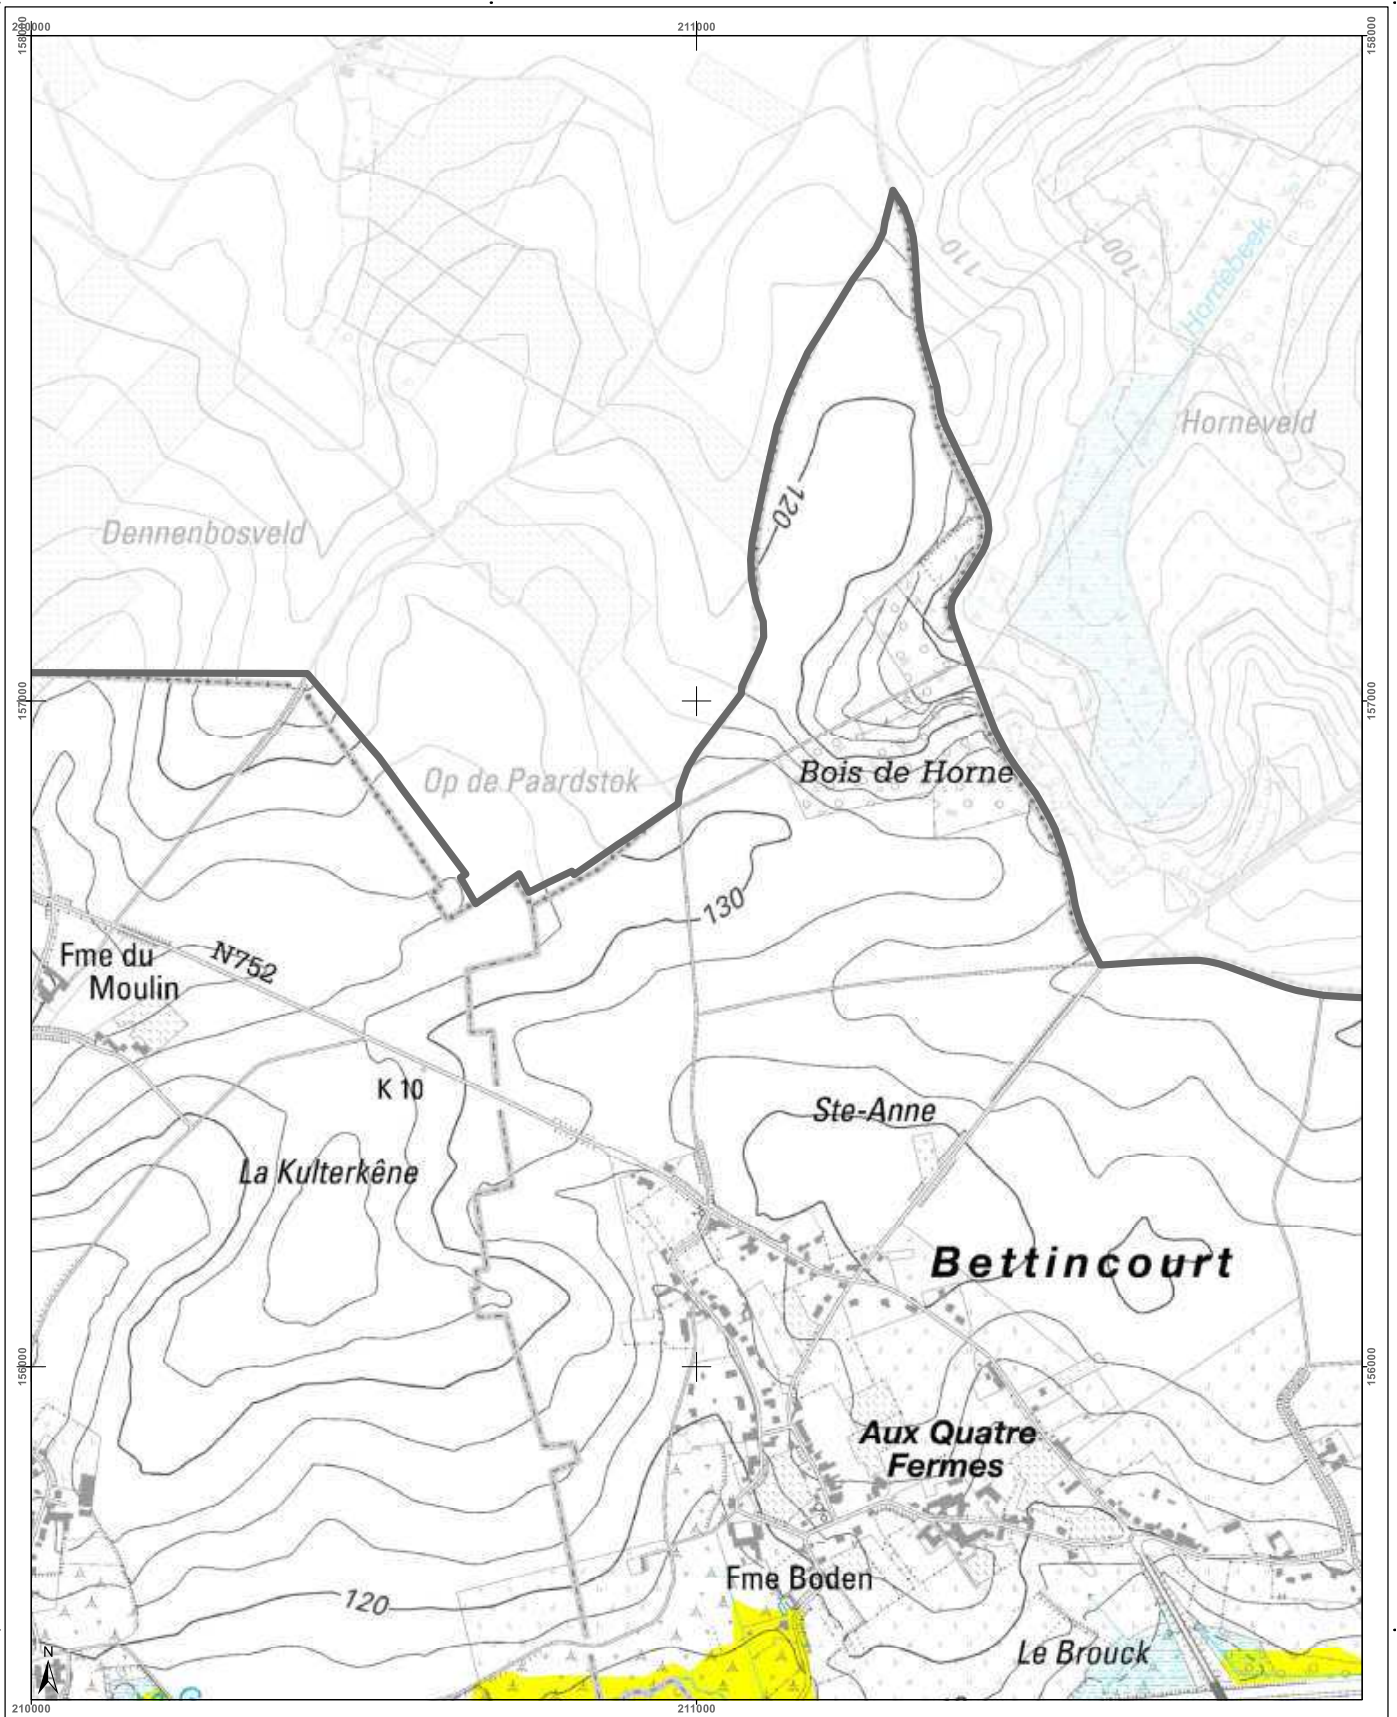 210000
211000
158000
158000
110
100
Hornebeek
Horneveld
120
Dennenbosveld
157000
157000
Op de Paardstok
Bois de Horne
130
Fme du
Moulin
N752
K 10
Ste-Anne
La Kulterkêne
Bettincourt
156000
156000
Aux Quatre
Fermes
Fme Boden
120
Le Brouck
N
210000
211000